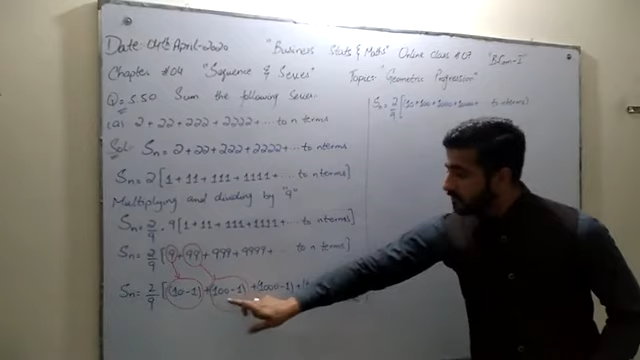 Date: 04th April-2020 "Business Stats & Maths" Online Class #07 "BCom-I"
Chapter #04 "Sequence & Series" Topic: "Geometric Progression"
Q=5.50 Sum the following Series.
(a) 2+22+222+2222+... to n terms
Sol: Sn=2+22+222+2222+... to n terms
Sn=2[1+11+111+1111+... to n terms]
Multiplying and dividing by "9"
Sn=2/9 . 9[1+11+111+1111+... to n terms]
Sn=2/9 [9+99+999+9999+... to n terms]
Sn=2/9 [(10-1)+(100-1)+(1000-1)+
Sn=2/9 [(10+100+1000+10000+ to n terms)